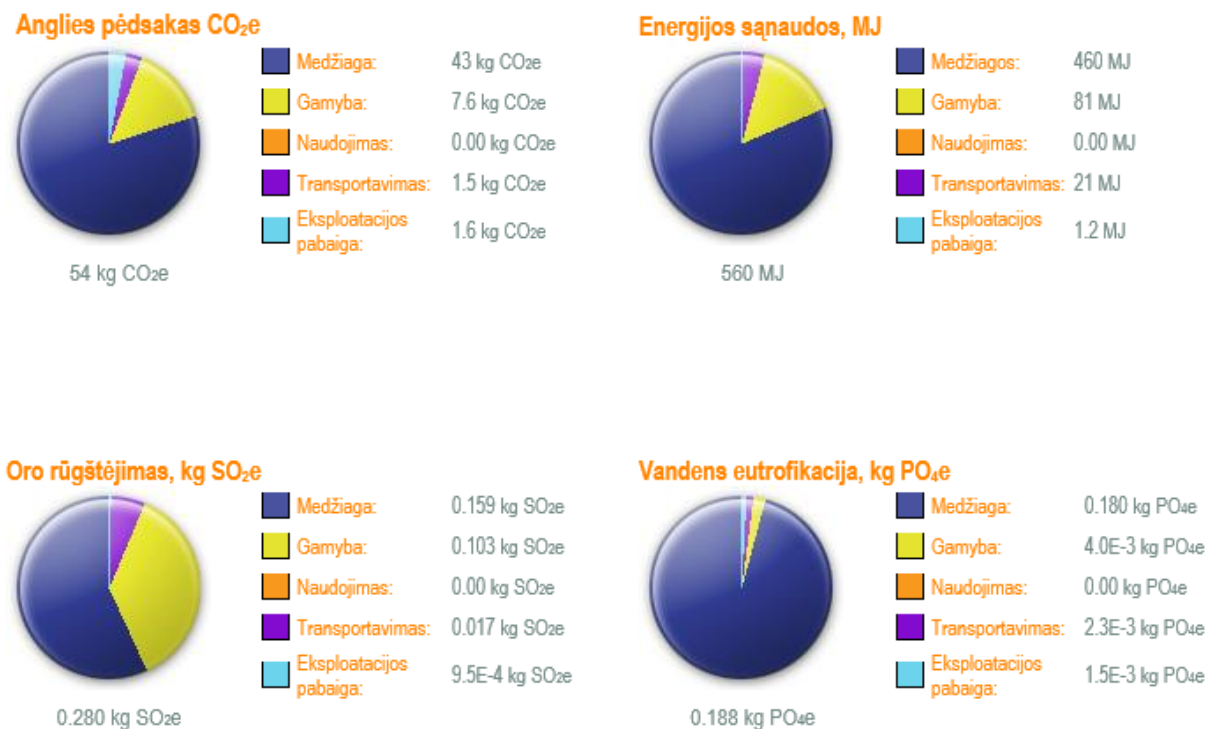 Anglies pėdsakas CO₂e
Medžiaga: 43 kg CO₂e
Gamyba: 7.6 kg CO₂e
Naudojimas: 0.00 kg CO₂e
Transportavimas: 1.5 kg CO₂e
Eksploatacijos
pabaiga: 1.6 kg CO₂e
54 kg CO₂e
Energijos sąnaudos, MJ
Medžiagos: 460 MJ
Gamyba: 81 MJ
Naudojimas: 0.00 MJ
Transportavimas: 21 MJ
Eksploatacijos
pabaiga: 1.2 MJ
560 MJ
Oro rūgštėjimas, kg SO₂e
Medžiaga: 0.159 kg SO₂e
Gamyba: 0.103 kg SO₂e
Naudojimas: 0.00 kg SO₂e
Transportavimas: 0.017 kg SO₂e
Eksploatacijos
pabaiga: 9.5E-4 kg SO₂e
0.280 kg SO₂e
Vandens eutrofikacija, kg PO₄e
Medžiaga: 0.180 kg PO₄e
Gamyba: 4.0E-3 kg PO₄e
Naudojimas: 0.00 kg PO₄e
Transportavimas: 2.3E-3 kg PO₄e
Eksploatacijos
pabaiga: 1.5E-3 kg PO₄e
0.188 kg PO₄e